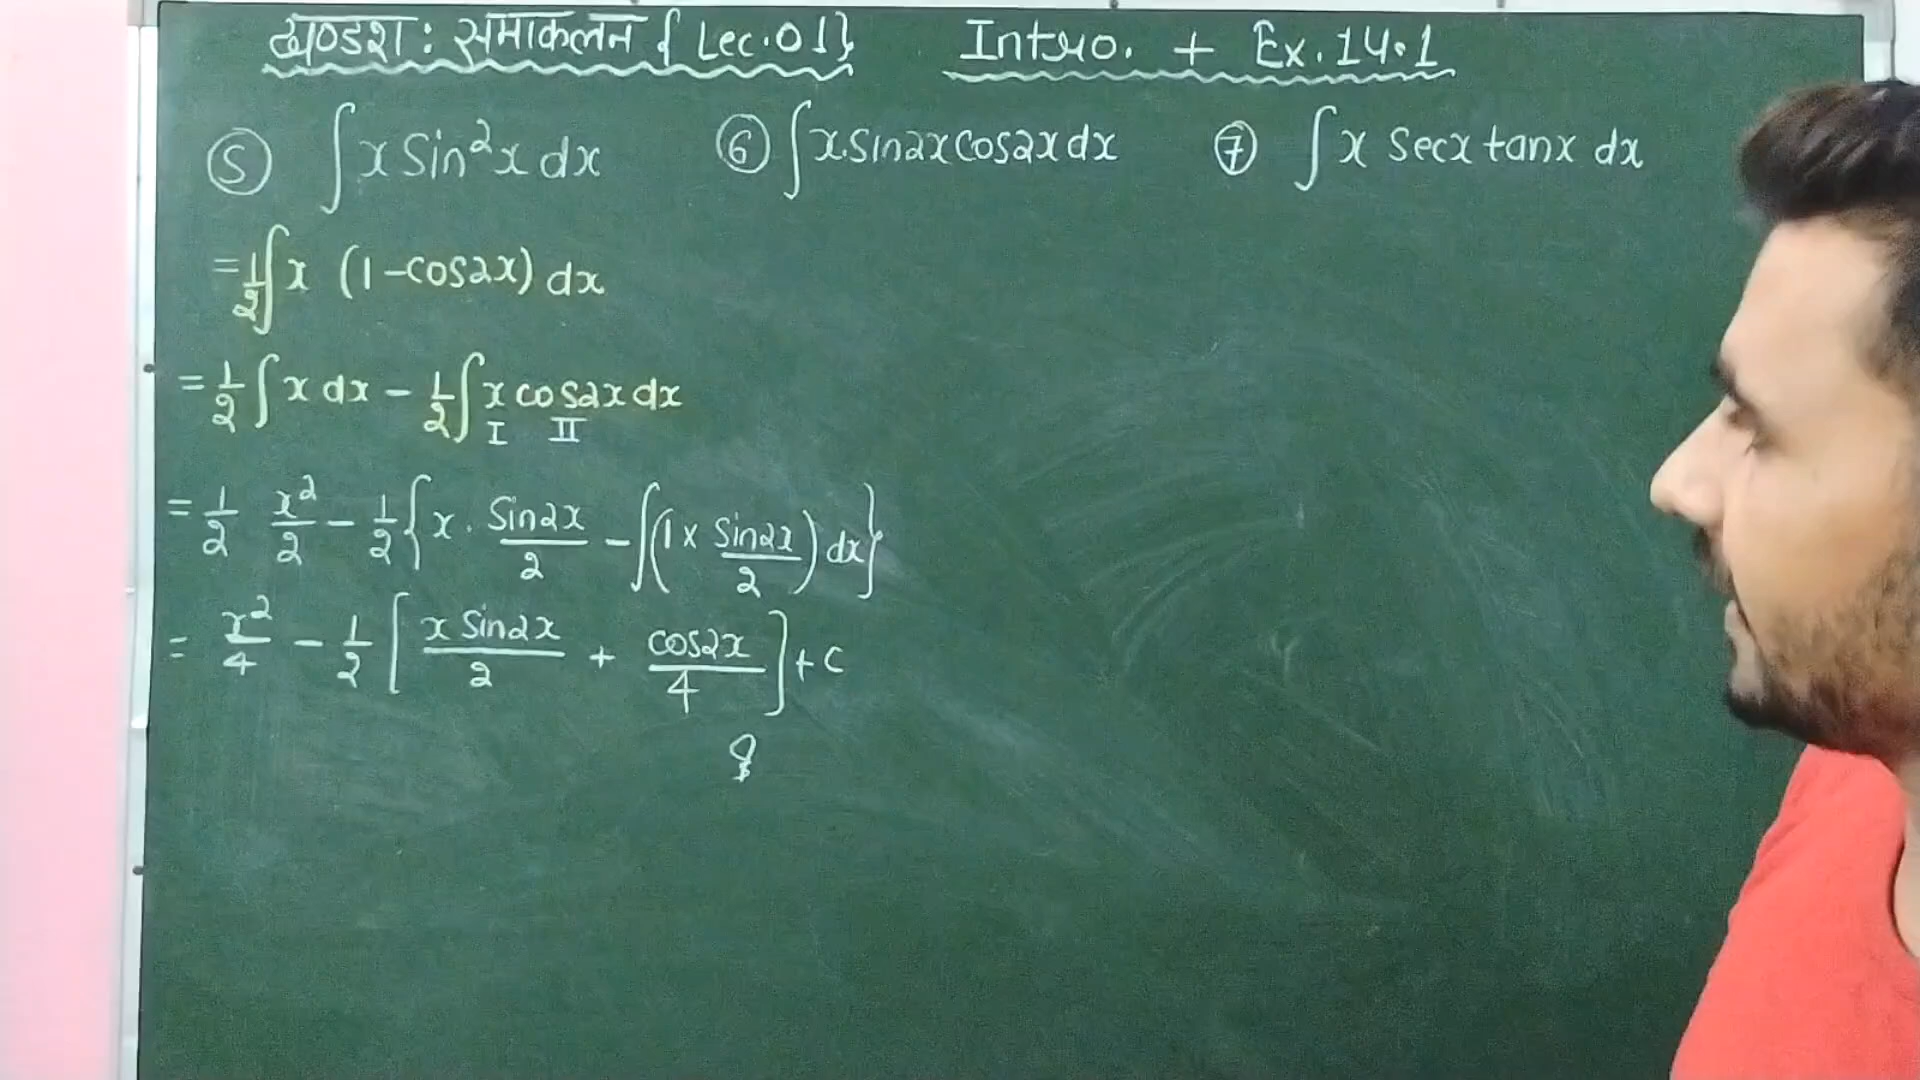 खण्डशः समाकलन { Lec.01} Intro. + Ex.14.1
⑤ ∫ x Sin²x dx ⑥ ∫ x.Sin2x cos2x dx ⑦ ∫ x Secx tanx dx
= 1/2 ∫ x (1-cos2x) dx
= 1/2 ∫ x dx - 1/2 ∫ x cos2x dx
I II
= 1/2 x²/2 - 1/2 { x . Sin2x/2 - ∫ (1 x Sin2x/2) dx }
= x²/4 - 1/2 [ x Sin2x/2 + cos2x/4 ] + c